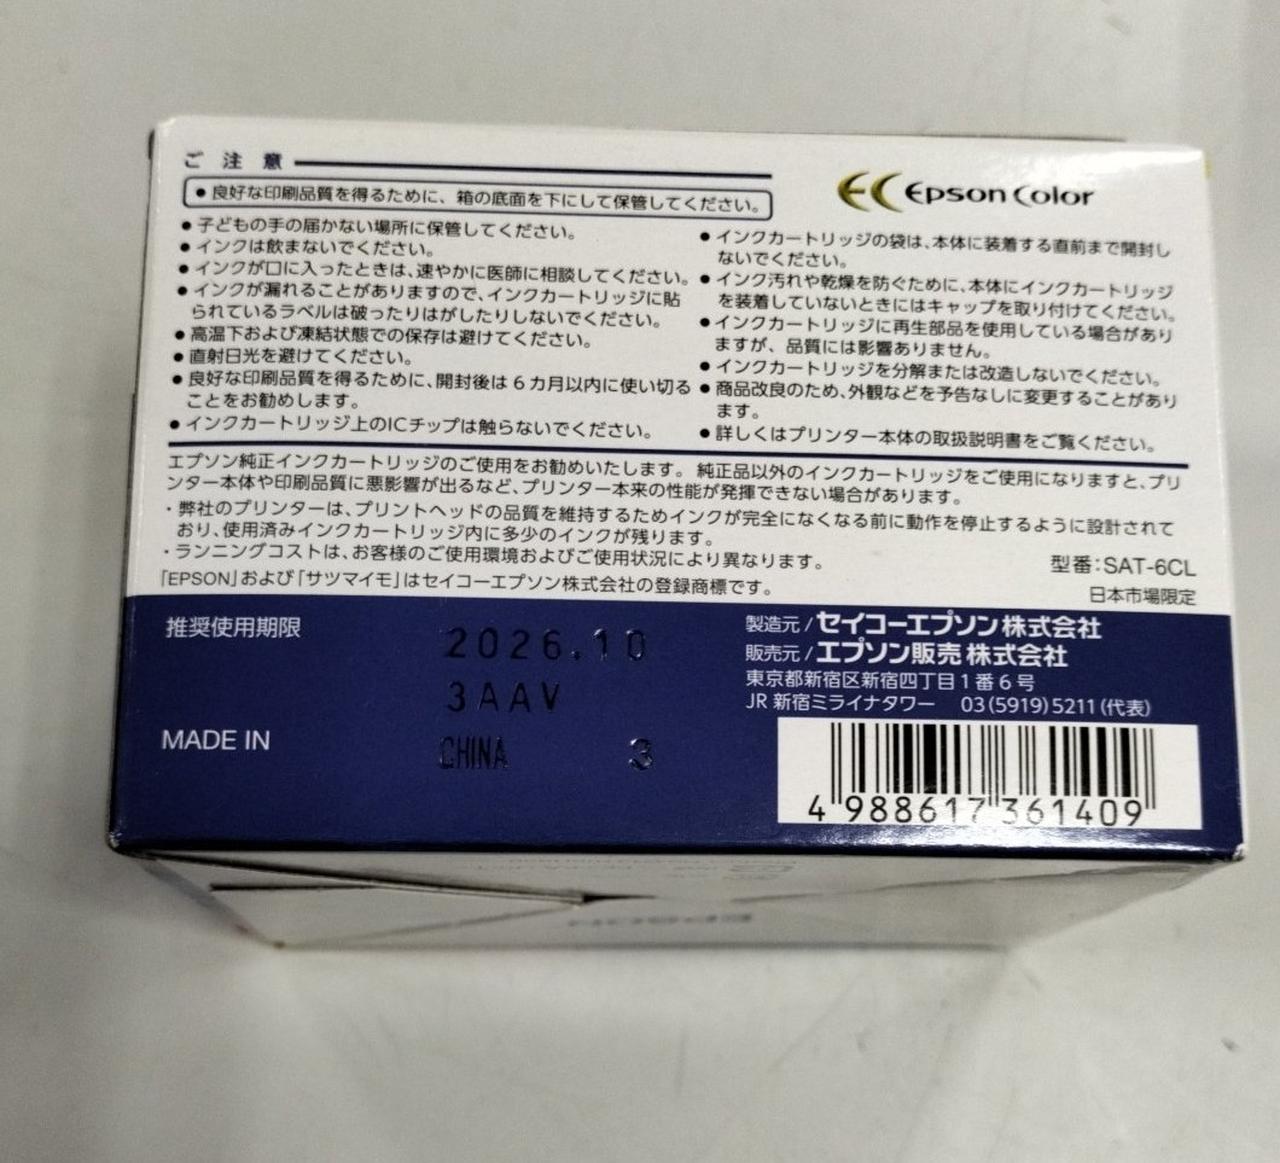 ご注意
● 良好な印刷品質を得るために、箱の底面を下にして保管してください。
Epson Color
● 子どもの手の届かない場所に保管してください。
● インクは飲まないでください。
● インクが口に入ったときは、速やかに医師に相談してください。
● インクが漏れることがありますので、インクカートリッジに貼
られているラベルは破ったりはがしたりしないでください。
● 高温下および凍結状態での保存は避けてください。
● 直射日光を避けてください。
● 良好な印刷品質を得るために、開封後は6カ月以内に使い切る
ことをお勧めします。
● インクカートリッジ上のICチップは触らないでください。
● インクカートリッジの袋は、本体に装着する直前まで開封し
ないでください。
● インク汚れや乾燥を防ぐために、本体にインクカートリッジ
を装着していないときにはキャップを取り付けてください。
● インクカートリッジに再生部品を使用している場合があり
ますが、品質には影響ありません。
● インクカートリッジを分解または改造しないでください。
● 商品改良のため、外観などを予告なしに変更することがあり
ます。
● 詳しくはプリンター本体の取扱説明書をご覧ください。
エプソン純正インクカートリッジのご使用をお勧めいたします。純正品以外のインクカートリッジをご使用になりますと、プリ
ンター本体や印刷品質に悪影響が出るなど、プリンター本来の性能が発揮できない場合があります。
・弊社のプリンターは、プリントヘッドの品質を維持するためインクが完全になくなる前に動作を停止するように設計されて
おり、使用済みインクカートリッジ内に多少のインクが残ります。
・ランニングコストは、お客様のご使用環境およびご使用状況により異なります。
「EPSON」および「サツマイモ」はセイコーエプソン株式会社の登録商標です。
型番:SAT-6CL
日本市場限定
推奨使用期限
2026.10
3AAV
MADE IN
CHINA 3
製造元/セイコーエプソン株式会社
販売元/エプソン販売株式会社
東京都新宿区新宿四丁目1番6号
JR新宿ミライナタワー 03(5919)5211(代表)
4 988617 361409
EPSON